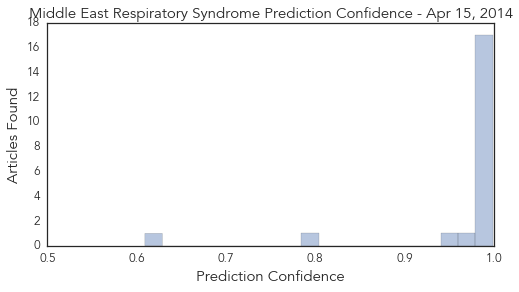 Middle East Respiratory Syndrome Prediction Confidence - Apr 15, 2014
18
16
14
12
10
8
6
4
2
0
Articles Found
0.5 0.6 0.7 0.8 0.9 1.0
Prediction Confidence